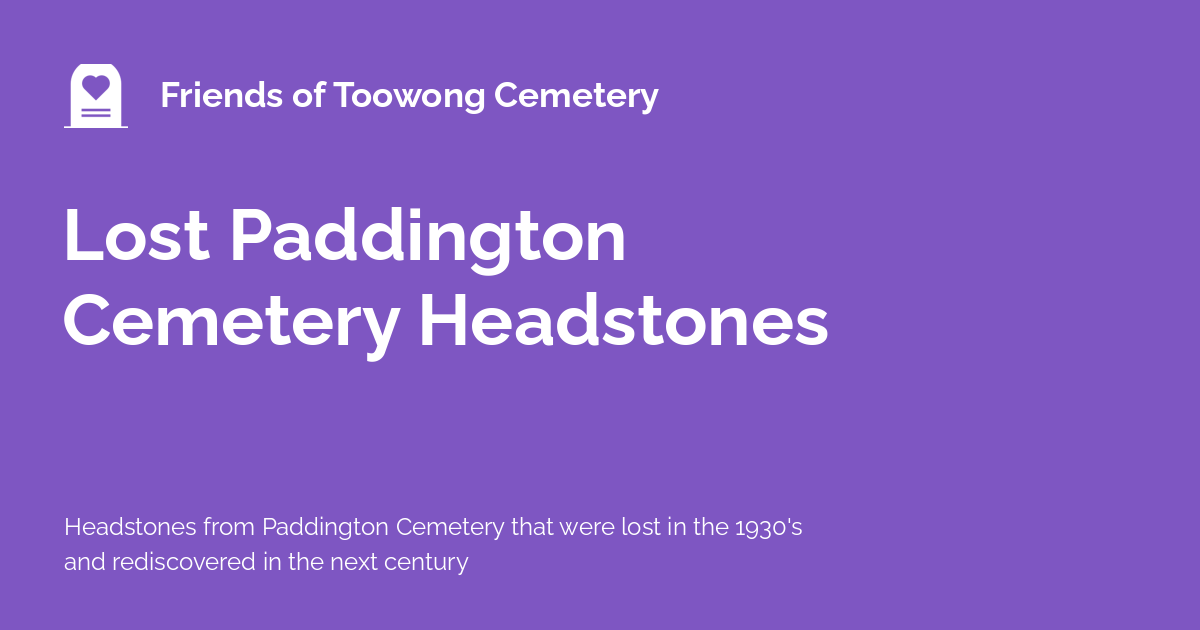 Friends of Toowong Cemetery
Lost Paddington
Cemetery Headstones
Headstones from Paddington Cemetery that were lost in the 1930's
and rediscovered in the next century